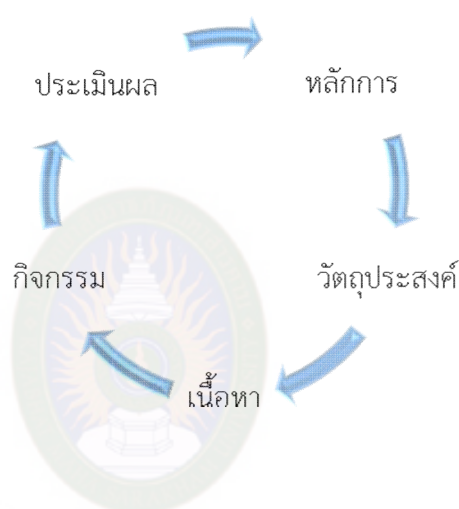 ประเมินผล
หลักการ
กิจกรรม
วัตถุประสงค์
เนื้อหา